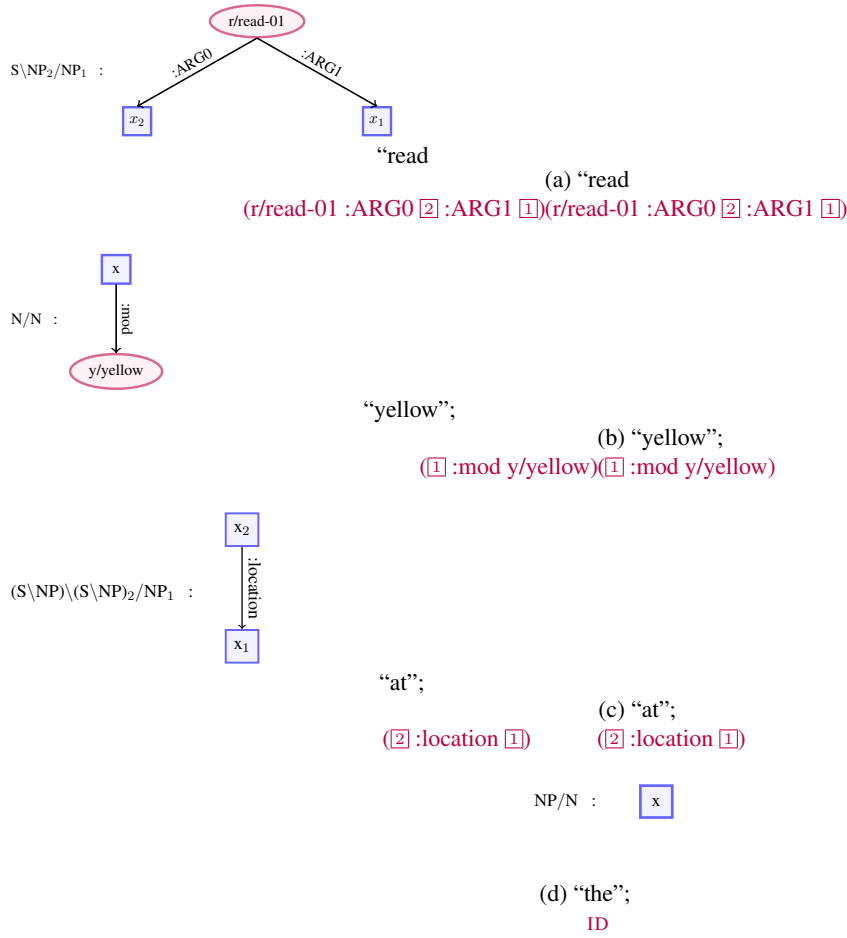 r/read-01
:ARG0 :ARG1
S\NP₂/NP₁ :
x₂ x₁
“read
(a) “read
(r/read-01 :ARG0 2 :ARG1 1)(r/read-01 :ARG0 2 :ARG1 1)
x
N/N : :mod
y/yellow
“yellow”;
(b) “yellow”;
(1 :mod y/yellow)(1 :mod y/yellow)
x₂
(S\NP)\(S\NP)₂/NP₁ : :location
x₁
“at”;
(c) “at”;
(2 :location 1) (2 :location 1)
NP/N : x
(d) “the”;
ID